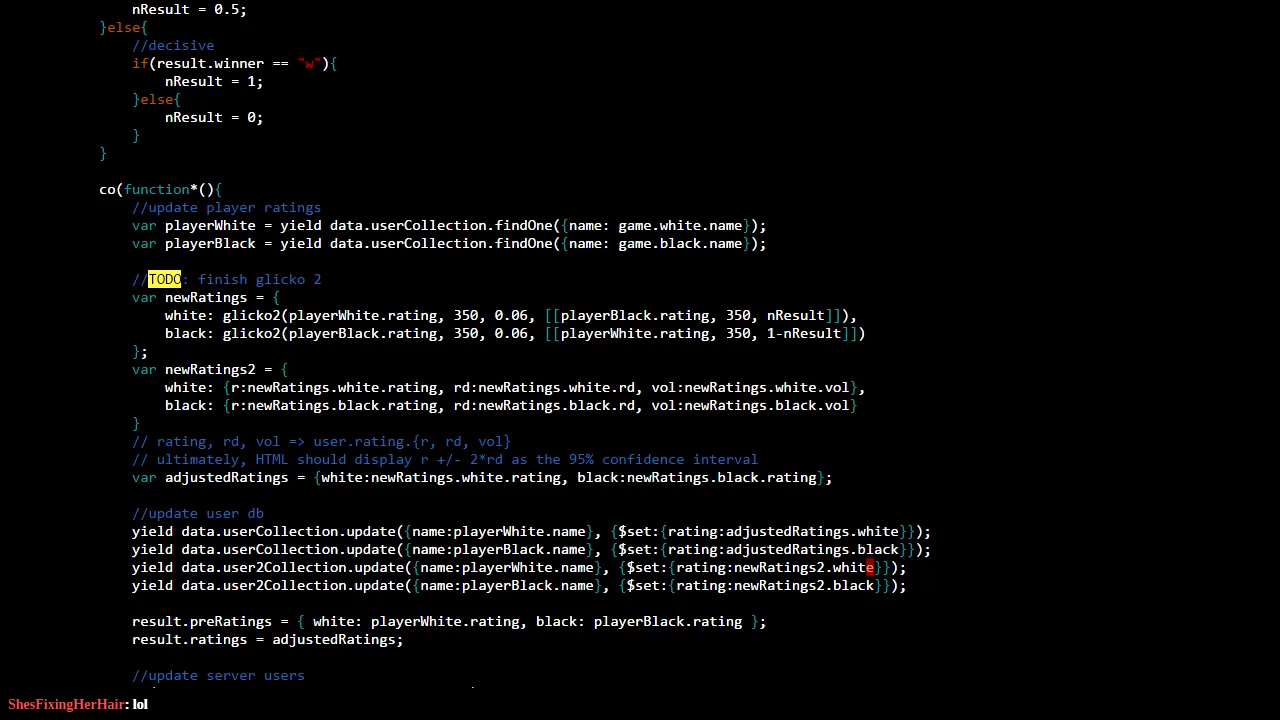 nResult = 0.5;
}else{
//decisive
if(result.winner == "w"){
nResult = 1;
}else{
nResult = 0;
}
}
co(function*(){
//update player ratings
var playerWhite = yield data.userCollection.findOne({name: game.white.name});
var playerBlack = yield data.userCollection.findOne({name: game.black.name});
//TODO: finish glicko 2
var newRatings = {
white: glicko2(playerWhite.rating, 350, 0.06, [[playerBlack.rating, 350, nResult]]),
black: glicko2(playerBlack.rating, 350, 0.06, [[playerWhite.rating, 350, 1-nResult]])
};
var newRatings2 = {
white: {r:newRatings.white.rating, rd:newRatings.white.rd, vol:newRatings.white.vol},
black: {r:newRatings.black.rating, rd:newRatings.black.rd, vol:newRatings.black.vol}
}
// rating, rd, vol => user.rating.{r, rd, vol}
// ultimately, HTML should display r +/- 2*rd as the 95% confidence interval
var adjustedRatings = {white:newRatings.white.rating, black:newRatings.black.rating};
//update user db
yield data.userCollection.update({name:playerWhite.name}, {$set:{rating:adjustedRatings.white}});
yield data.userCollection.update({name:playerBlack.name}, {$set:{rating:adjustedRatings.black}});
yield data.user2Collection.update({name:playerWhite.name}, {$set:{rating:newRatings2.white}});
yield data.user2Collection.update({name:playerBlack.name}, {$set:{rating:newRatings2.black}});
result.preRatings = { white: playerWhite.rating, black: playerBlack.rating };
result.ratings = adjustedRatings;
//update server users
ShesFixingHerHair: lol